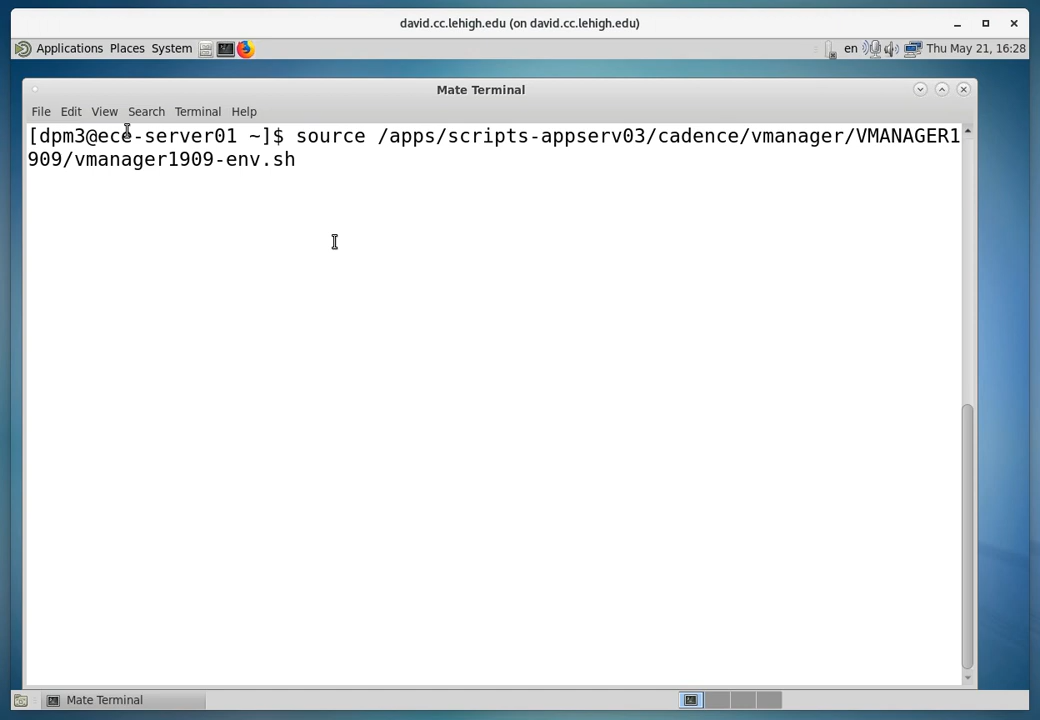 david.cc.lehigh.edu (on david.cc.lehigh.edu)
Applications Places System en Thu May 21, 16:28
Mate Terminal
File Edit View Search Terminal Help
[dpm3@ece-server01 ~]$ source /apps/scripts-appserv03/cadence/vmanager/VMANAGER1
909/vmanager1909-env.sh
Mate Terminal